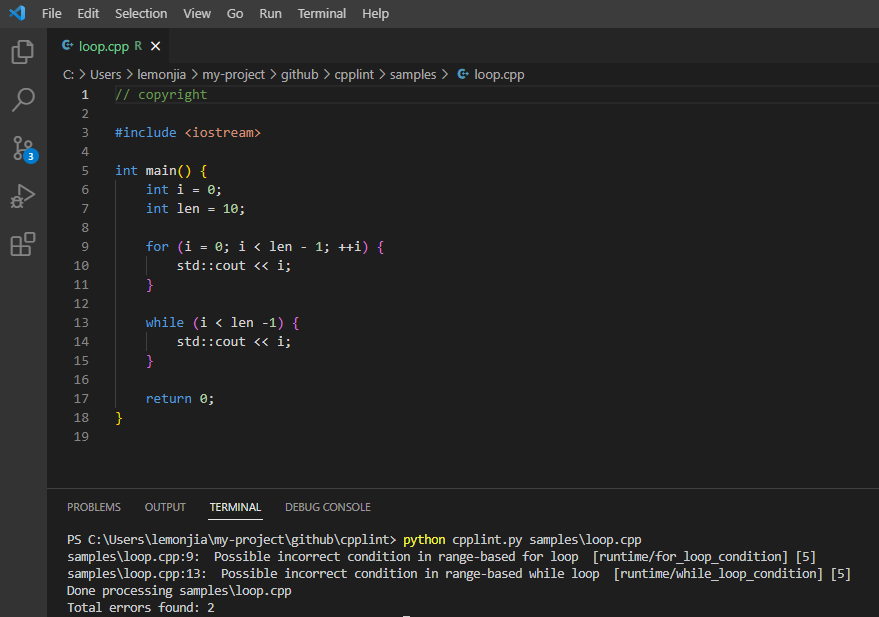 File Edit Selection View Go Run Terminal Help
loop.cpp R
C: > Users > lemonjia > my-project > github > cpplint > samples > loop.cpp
1 // copyright
2
3 #include <iostream>
4
5 int main() {
6     int i = 0;
7     int len = 10;
8
9     for (i = 0; i < len - 1; ++i) {
10         std::cout << i;
11     }
12
13     while (i < len -1) {
14         std::cout << i;
15     }
16
17     return 0;
18 }
19
3
PROBLEMS OUTPUT TERMINAL DEBUG CONSOLE
PS C:\Users\lemonjia\my-project\github\cpplint> python cpplint.py samples\loop.cpp
samples\loop.cpp:9:  Possible incorrect condition in range-based for loop  [runtime/for_loop_condition] [5]
samples\loop.cpp:13:  Possible incorrect condition in range-based while loop  [runtime/while_loop_condition] [5]
Done processing samples\loop.cpp
Total errors found: 2